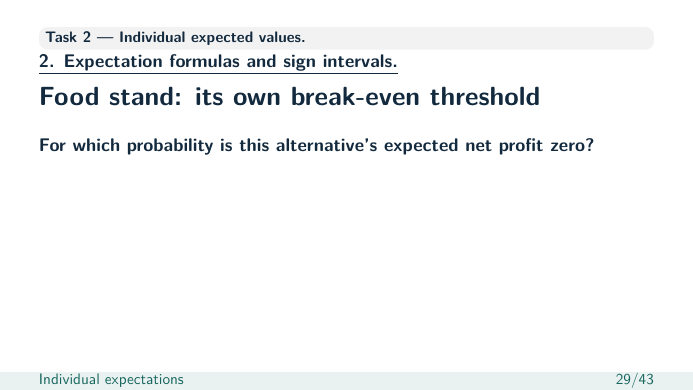 Task 2 — Individual expected values.
2. Expectation formulas and sign intervals.
Food stand: its own break-even threshold
For which probability is this alternative's expected net profit zero?
Individual expectations
29/43